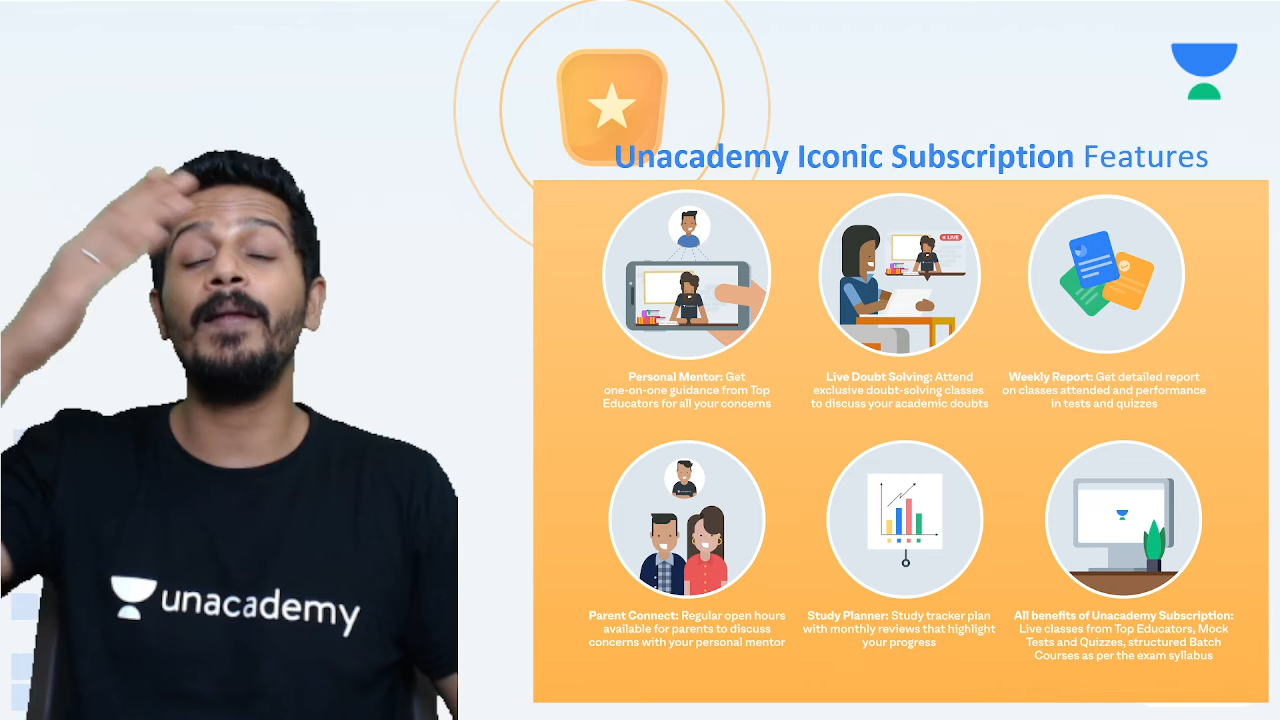 Unacademy Iconic Subscription Features
LIVE
Personal Mentor: Get
one-on-one guidance from Top
Educators for all your concerns
Live Doubt Solving: Attend
exclusive doubt-solving classes
to discuss your academic doubts
Weekly Report: Get detailed report
on classes attended and performance
in tests and quizzes
Parent Connect: Regular open hours
available for parents to discuss
concerns with your personal mentor
Study Planner: Study tracker plan
with monthly reviews that highlight
your progress
All benefits of Unacademy Subscription:
Live classes from Top Educators, Mock
Tests and Quizzes, structured Batch
Courses as per the exam syllabus
unacademy